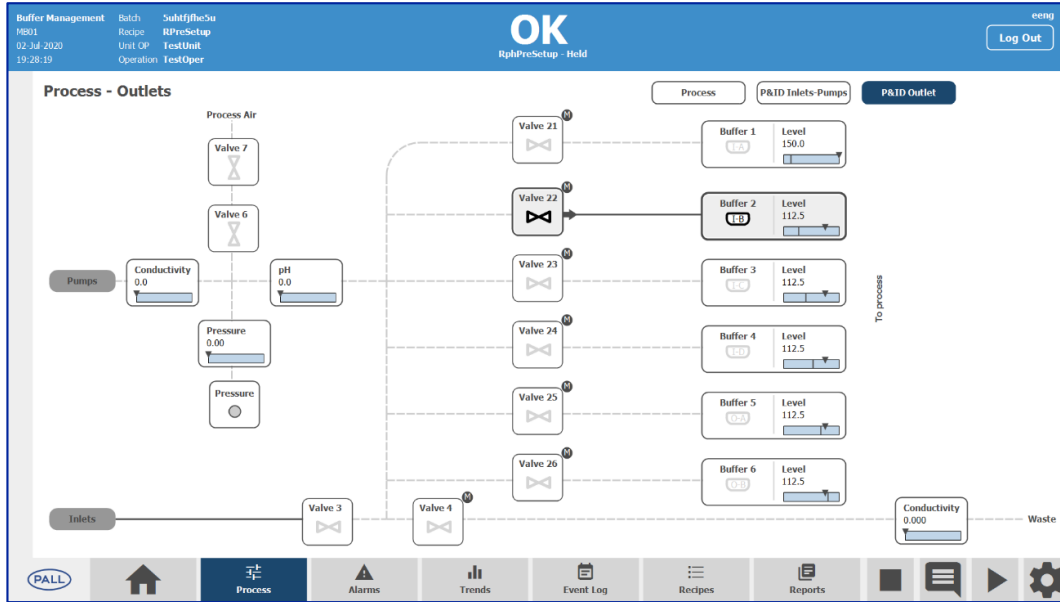 Buffer Management Batch 5uhtfjfhe5u
MB01 Recipe RPreSetup
02-Jul-2020 Unit OP TestUnit
19:28:19 Operation TestOper
OK
RphPreSetup - Held
eeng
Log Out
Process - Outlets
Process P&ID Inlets-Pumps P&ID Outlet
Process Air
Valve 7
Valve 6
Pumps
Conductivity
0.0
pH
0.0
Pressure
0.00
Pressure
Valve 21 M
Buffer 1 Level
I-A 150.0
Valve 22 M
Buffer 2 Level
I-B 112.5
Valve 23 M
Buffer 3 Level
I-C 112.5
Valve 24 M
Buffer 4 Level
I-D 112.5
Valve 25 M
Buffer 5 Level
O-A 112.5
Valve 26 M
Buffer 6 Level
O-B 112.5
To process
Inlets
Valve 3
Valve 4 M
Conductivity
0.000
Waste
PALL
Process Alarms Trends Event Log Recipes Reports